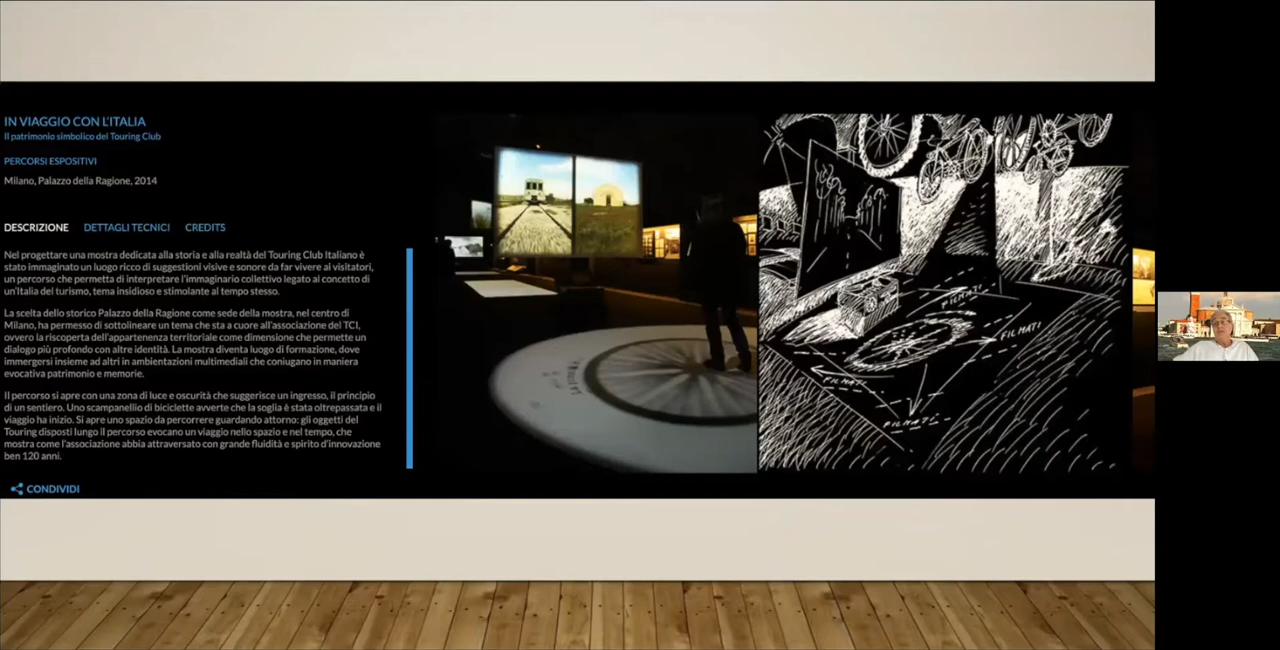 IN VIAGGIO CON L'ITALIA
Il patrimonio simbolico del Touring Club
PERCORSI ESPOSITIVI
Milano, Palazzo della Ragione, 2014
DESCRIZIONE DETTAGLI TECNICI CREDITS
Nel progettare una mostra dedicata alla storia e alla realtà del Touring Club Italiano è
stato immaginato un luogo ricco di suggestioni visive e sonore da far vivere ai visitatori,
un percorso che permetta di interpretare l'immaginario collettivo legato al concetto di
un'Italia del turismo, tema insidioso e stimolante al tempo stesso.
La scelta dello storico Palazzo della Ragione come sede della mostra, nel centro di
Milano, ha permesso di sottolineare un tema che sta a cuore all'associazione del TCI,
ovvero la riscoperta dell'appartenenza territoriale come dimensione che permette un
dialogo più profondo con altre identità. La mostra diventa luogo di formazione, dove
immergersi insieme ad altri in ambientazioni multimediali che coniugano in maniera
evocativa patrimonio e memorie.
Il percorso si apre con una zona di luce e oscurità che suggerisce un ingresso, il principio
di un sentiero. Uno scampanellio di biciclette avverte che la soglia è stata oltrepassata e il
viaggio ha inizio. Si apre uno spazio da percorrere guardando attorno: gli oggetti del
Touring disposti lungo il percorso evocano un viaggio nello spazio e nel tempo, che
mostra come l'associazione abbia attraversato con grande fluidità e spirito d'innovazione
ben 120 anni.
CONDIVIDI
FILMATI
FILMATI
FILMATI
FILMATI